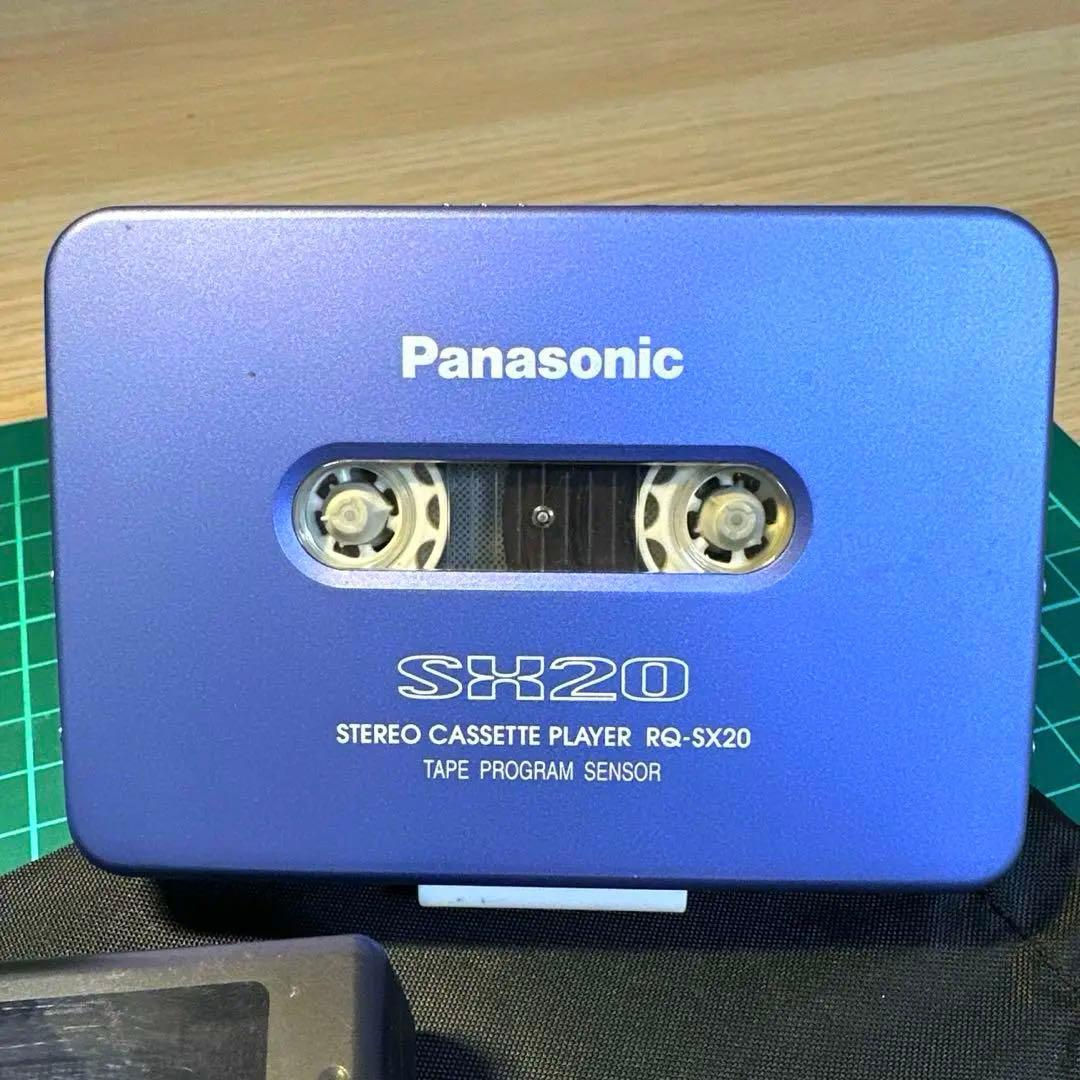 Panasonic
SX20
STEREO CASSETTE PLAYER RQ-SX20
TAPE PROGRAM SENSOR